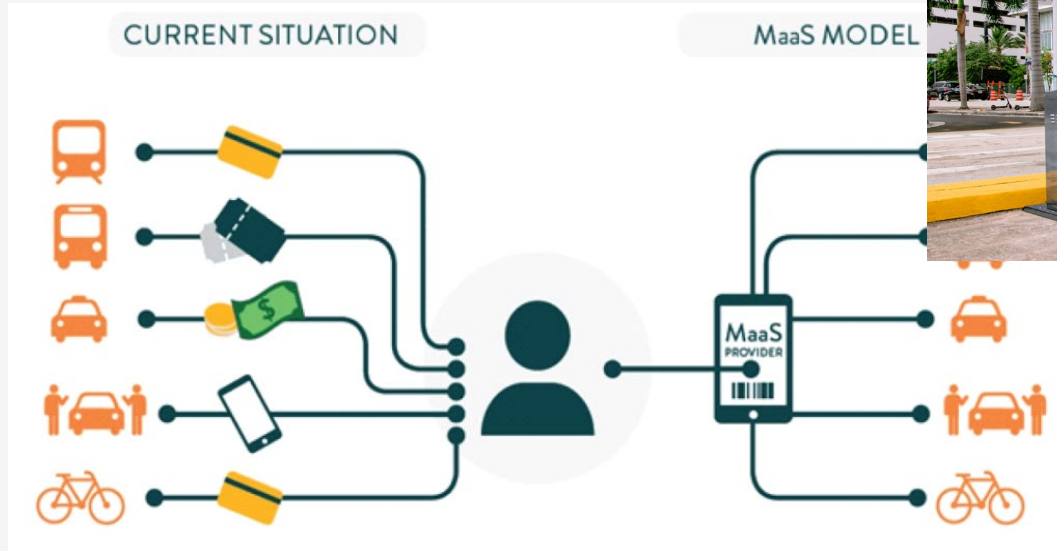 CURRENT SITUATION
MaaS MODEL
$
MaaS
PROVIDER